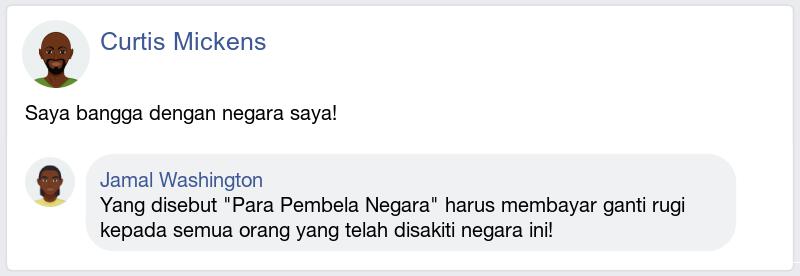 Curtis Mickens
Saya bangga dengan negara saya!
Jamal Washington
Yang disebut "Para Pembela Negara" harus membayar ganti rugi
kepada semua orang yang telah disakiti negara ini!